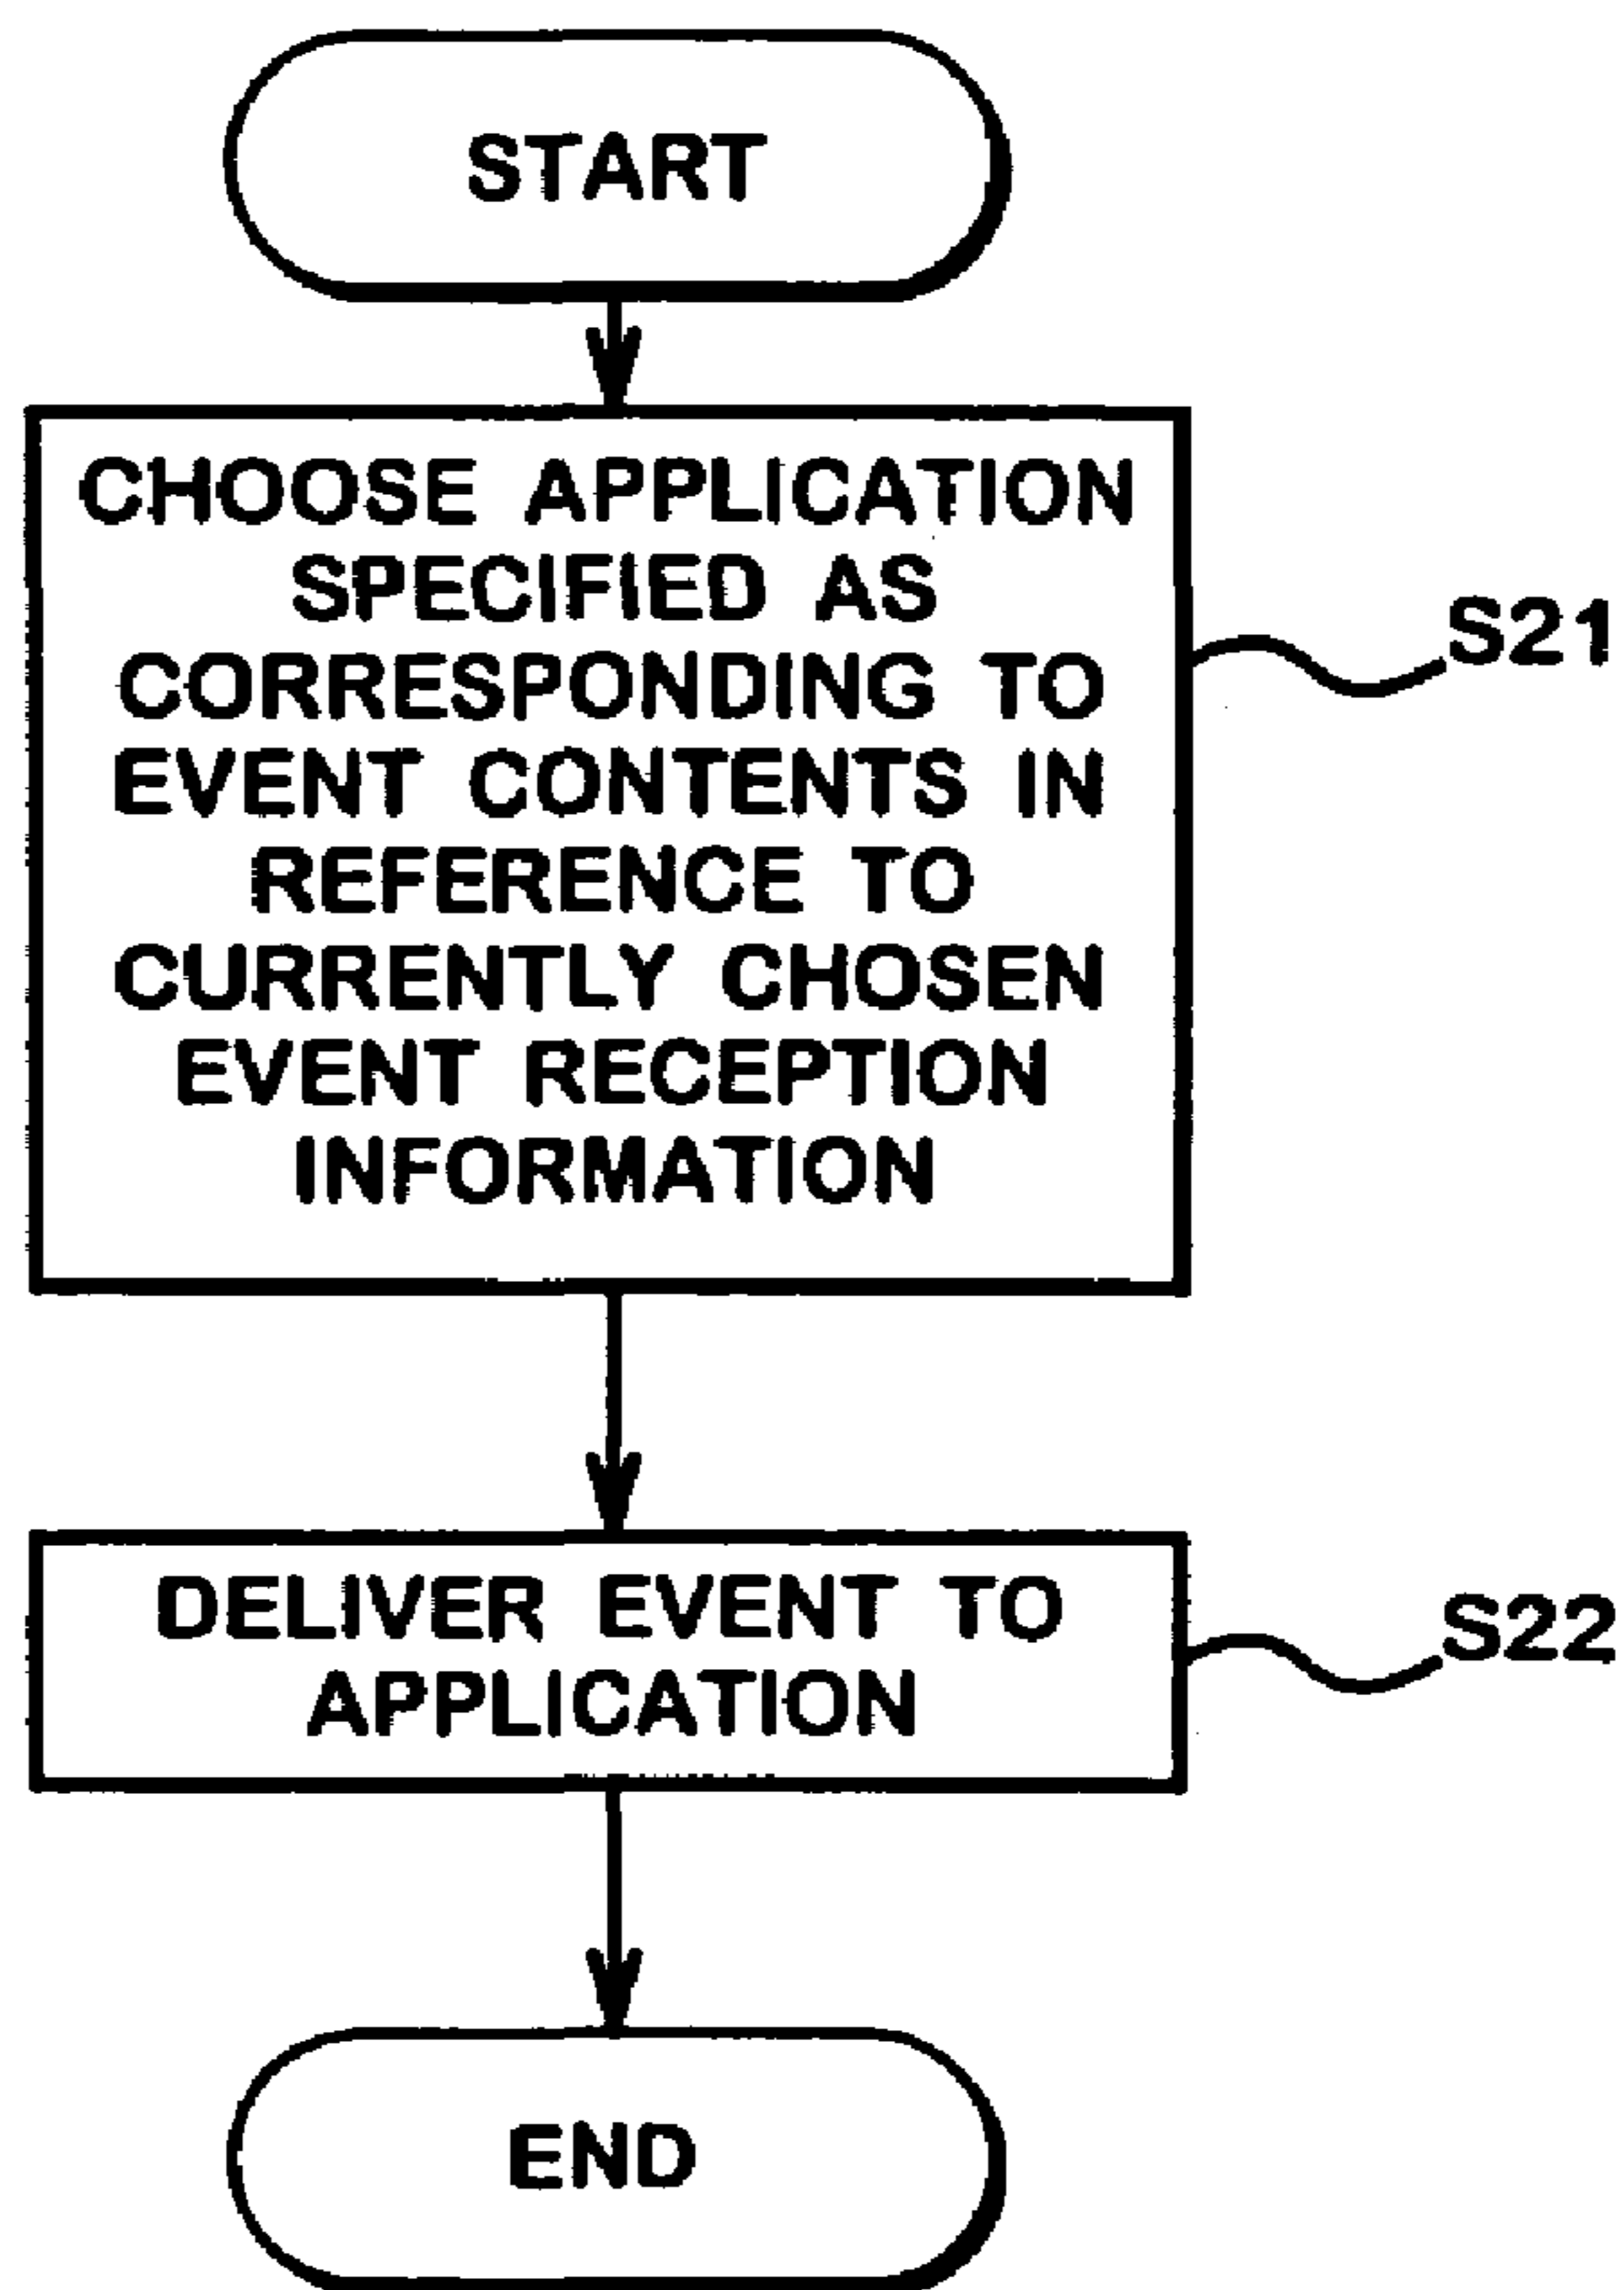 START
CHOOSE APPLICATION
SPECIFIED AS
CORRESPONDING TO
EVENT CONTENTS IN
REFERENCE TO
CURRENTLY CHOSEN
EVENT RECEPTION
INFORMATION
S21
DELIVER EVENT TO
APPLICATION
S22
END